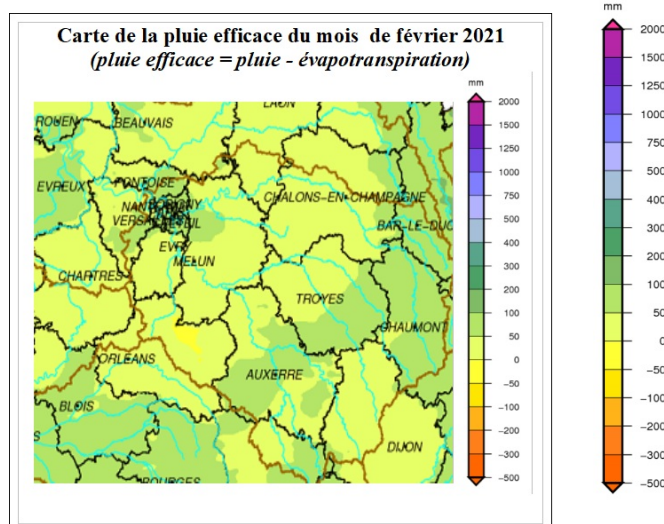 Carte de la pluie efficace du mois de février 2021
(pluie efficace = pluie - évapotranspiration)
mm
2000
1500
1250
1000
750
500
400
300
200
100
50
0
-50
-100
-200
-300
-500
LAON
ROUEN
BEAUVAIS
EVREUX
CHALONS-EN-CHAMPAGNE
BAR-LE-DUC
EVRY
MELUN
CHARTRES
TROYES
CHAUMONT
ORLEANS
AUXERRE
BLOIS
DIJON
BOURGES
mm
2000
1500
1250
1000
750
500
400
300
200
100
50
0
-50
-100
-200
-300
-500